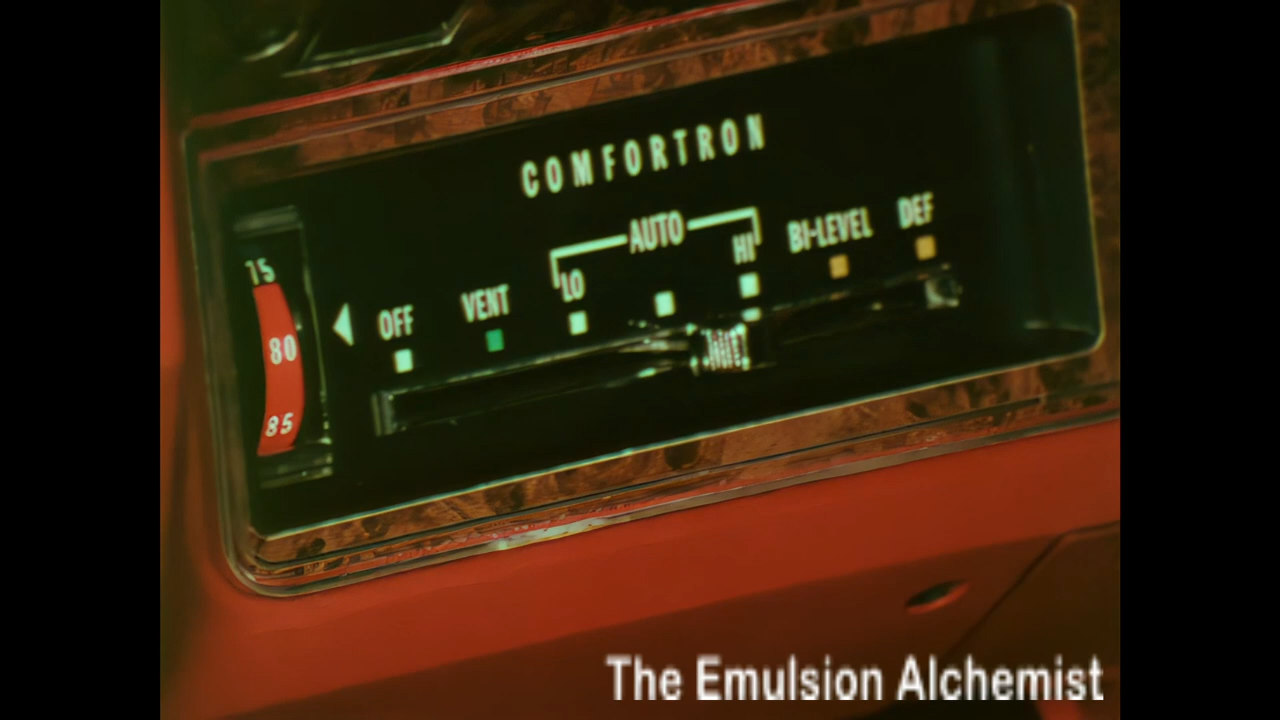 COMFORTRON
AUTO
OFF VENT LO HI BI-LEVEL DEF
75
80
85
The Emulsion Alchemist